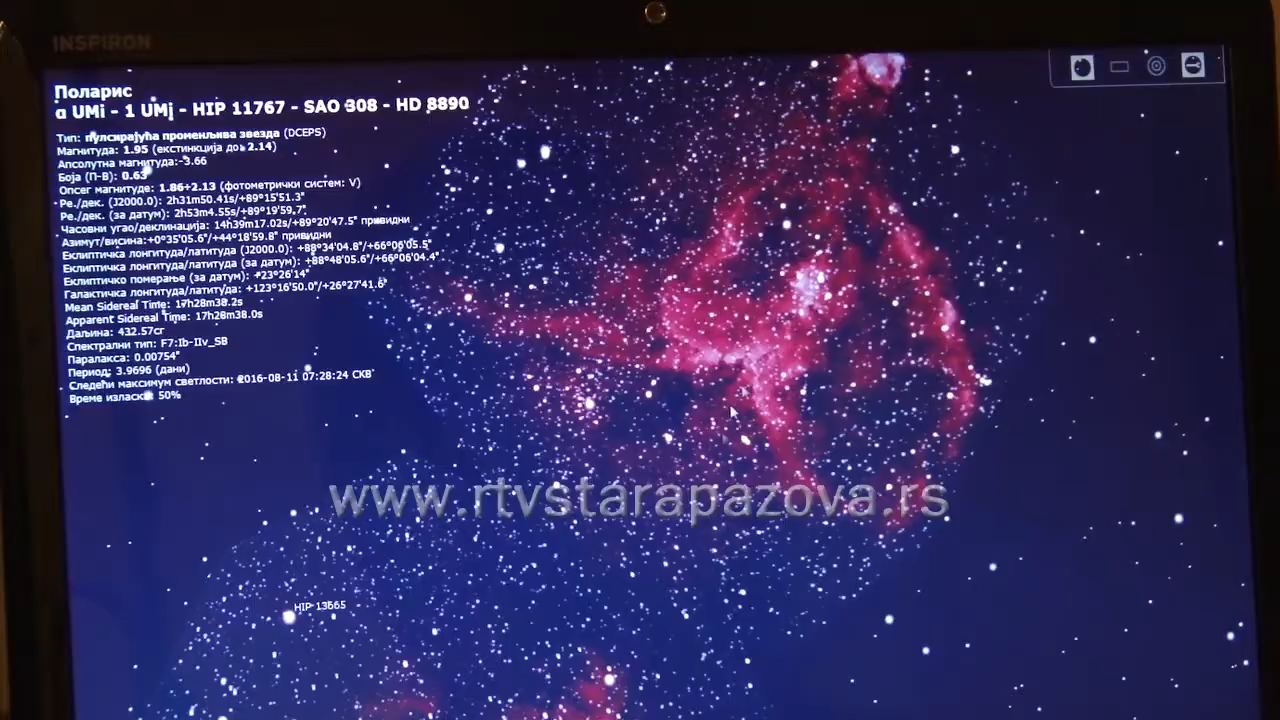 INSPIRON
Поларис
α UMi - 1 UMi - HIP 11767 - SAO 308 - HD 8890
Тип: пулсирајућа променљива звезда (DCEPS)
Магнитуда: 1.95 (екстинкција до: 2.14)
Апсолутна магнитуда: -3.66
Боја (П-В): 0.63
Опсег магнитуде: 1.86÷2.13 (фотометрички систем: V)
Ре./дек. (J2000.0): 2h31m50.41s/+89°15'51.3"
Ре./дек. (за датум): 2h53m4.55s/+89°19'59.7"
Часовни угао/деклинација: 14h39m17.02s/+89°20'47.5" привидни
Азимут/висина:+0°35'05.6"/+44°18'59.8" привидни
Еклиптичка лонгитуда/латитуда (J2000.0): +88°34'04.8"/+66°06'05.5"
Еклиптичка лонгитуда/латитуда (за датум): +88°48'05.6"/+66°06'04.4"
Еклиптичко померање (за датум): +23°26'14"
Галактичка лонгитуда/латитуда: +123°16'50.0"/+26°27'41.6"
Mean Sidereal Time: 17h28m38.2s
Apparent Sidereal Time: 17h28m38.0s
Даљина: 432.57сг
Спектрални тип: F7:Ib-IIv_SB
Паралакса: 0.00754"
Период: 3.9696 (дани)
Следећи максимум светлости: 2016-08-11 07:28:24 СКВ
Време изласка: 50%
www.rtvstarapazova.rs
HIP 13665